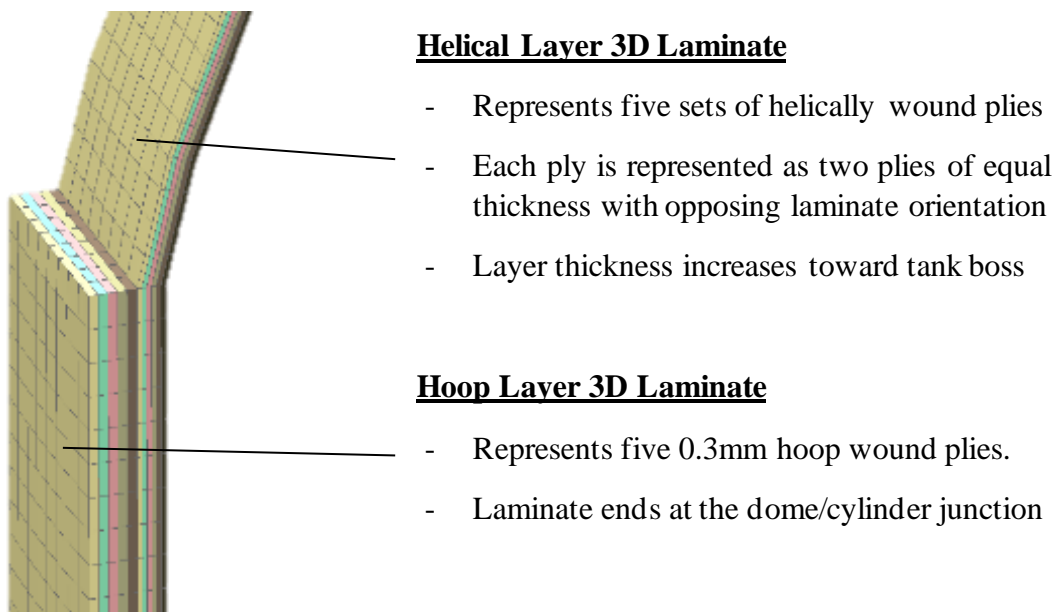 Helical Layer 3D Laminate
- Represents five sets of helically wound plies
- Each ply is represented as two plies of equal
thickness with opposing laminate orientation
- Layer thickness increases toward tank boss
Hoop Layer 3D Laminate
- Represents five 0.3mm hoop wound plies.
- Laminate ends at the dome/cylinder junction